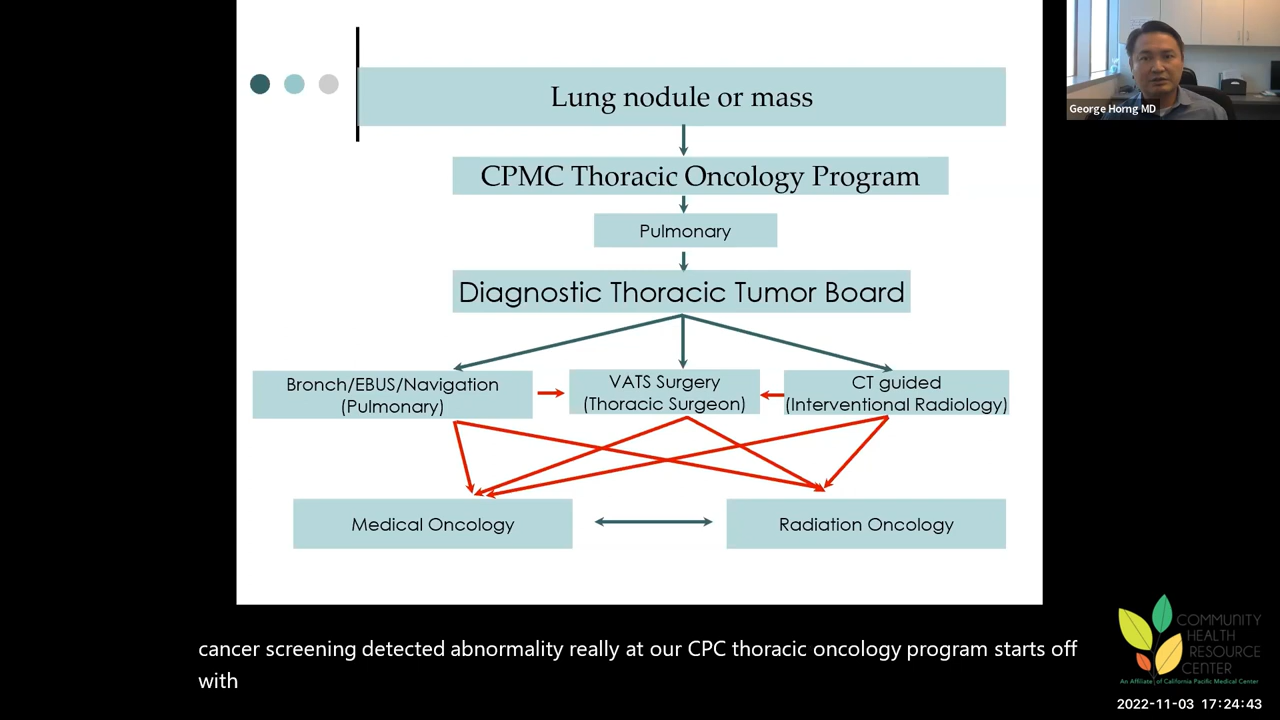 Lung nodule or mass
George Horng MD
CPMC Thoracic Oncology Program
Pulmonary
Diagnostic Thoracic Tumor Board
Bronch/EBUS/Navigation
(Pulmonary)
VATS Surgery
(Thoracic Surgeon)
CT guided
(Interventional Radiology)
Medical Oncology
Radiation Oncology
cancer screening detected abnormality really at our CPC thoracic oncology program starts off
with
COMMUNITY
HEALTH
RESOURCE
CENTER
An Affiliate of California Pacific Medical Center
2022-11-03 17:24:43